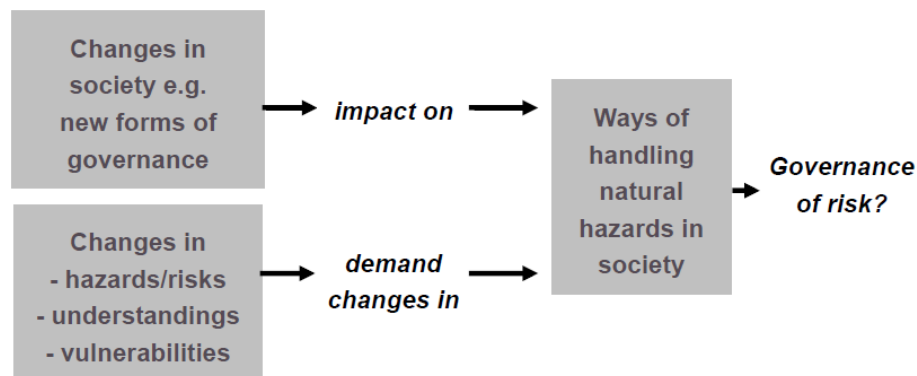 Changes in
society e.g.
new forms of
governance
impact on
Changes in
- hazards/risks
- understandings
- vulnerabilities
demand
changes in
Ways of
handling
natural
hazards in
society
Governance
of risk?